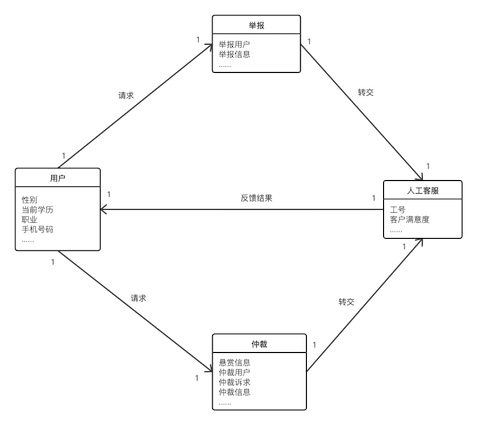 举报
举报用户
举报信息
......
1
1
请求
转交
1
1
用户
性别
当前学历
职业
手机号码
......
1
反馈结果
1
人工客服
工号
客户满意度
......
1
1
请求
转交
仲裁
悬赏信息
仲裁用户
仲裁诉求
仲裁信息
......
1
1